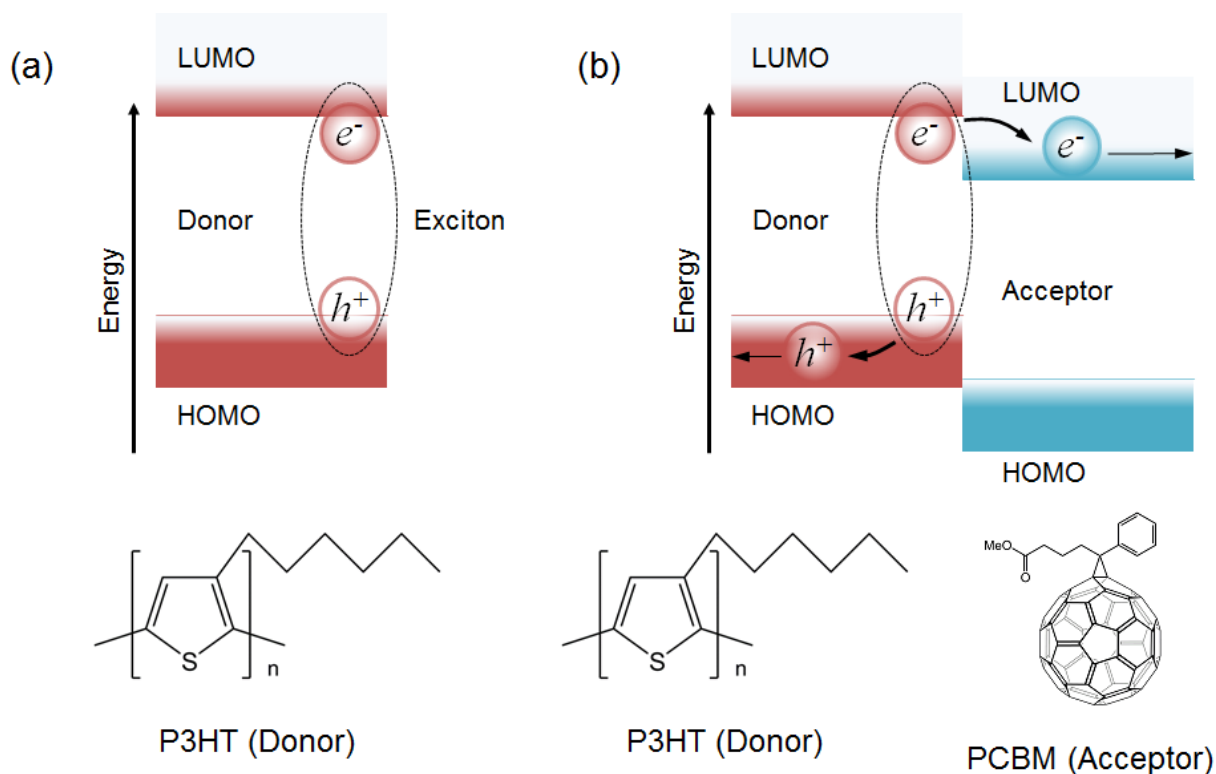 (a)
LUMO
e-
Donor
Exciton
h+
Energy
HOMO
S
n
P3HT (Donor)
(b)
LUMO
LUMO
e-
e-
Donor
Acceptor
h+
h+
Energy
HOMO
HOMO
S
n
P3HT (Donor)
MeO
O
PCBM (Acceptor)